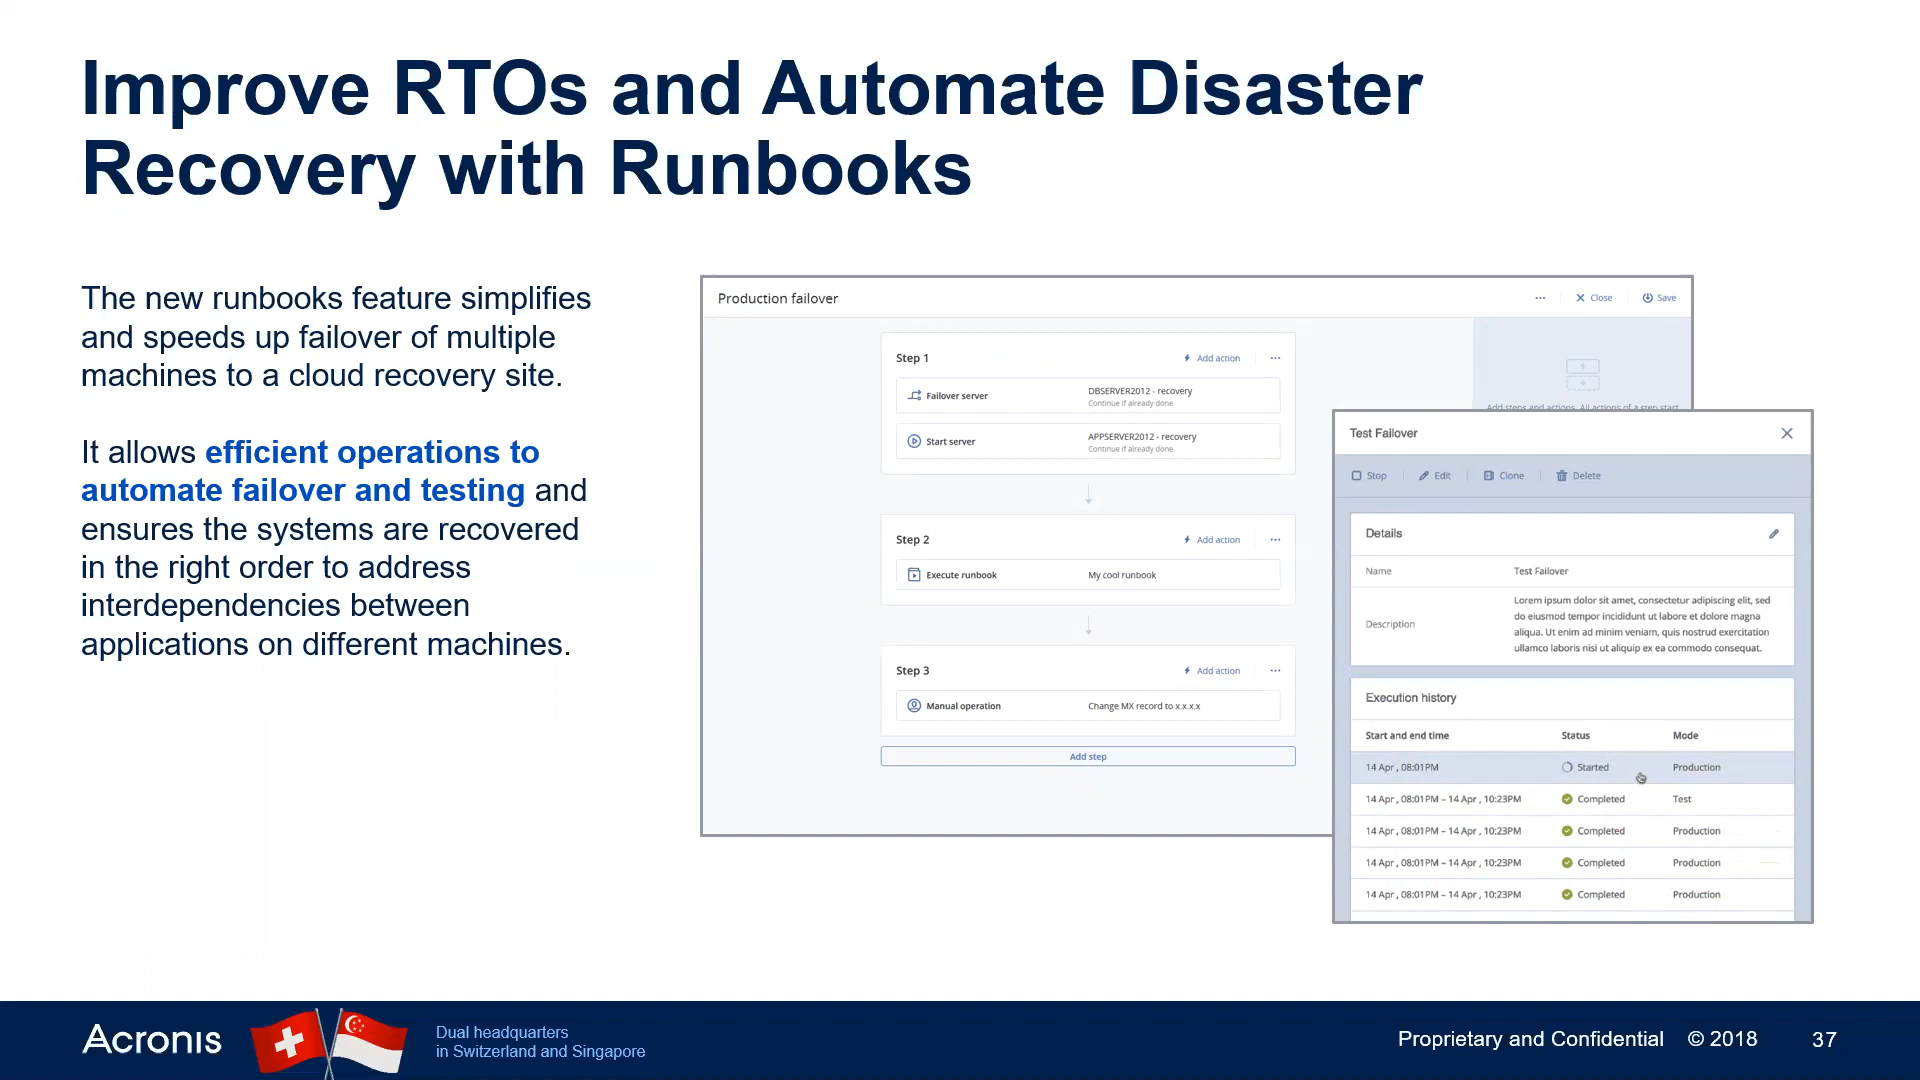 Improve RTOs and Automate Disaster
Recovery with Runbooks
The new runbooks feature simplifies
and speeds up failover of multiple
machines to a cloud recovery site.
It allows efficient operations to
automate failover and testing and
ensures the systems are recovered
in the right order to address
interdependencies between
applications on different machines.
Production failover
Close
Save
Step 1
Add action
Failover server
DBSERVER2012 - recovery
Continue if already done
Start server
APPSERVER2012 - recovery
Continue if already done
Step 2
Add action
Execute runbook
My cool runbook
Step 3
Add action
Manual operation
Change MX record to x.x.x.x
Add step
Add steps and actions. All actions of a step start
Test Failover
Stop
Edit
Clone
Delete
Details
Name
Test Failover
Description
Lorem ipsum dolor sit amet, consectetur adipiscing elit, sed
do eiusmod tempor incididunt ut labore et dolore magna
aliqua. Ut enim ad minim veniam, quis nostrud exercitation
ullamco laboris nisi ut aliquip ex ea commodo consequat.
Execution history
Start and end time Status Mode
14 Apr , 08:01PM Started Production
14 Apr , 08:01PM – 14 Apr , 10:23PM Completed Test
14 Apr , 08:01PM – 14 Apr , 10:23PM Completed Production
14 Apr , 08:01PM – 14 Apr , 10:23PM Completed Production
14 Apr , 08:01PM – 14 Apr , 10:23PM Completed Production
Acronis
Dual headquarters
in Switzerland and Singapore
Proprietary and Confidential © 2018 37